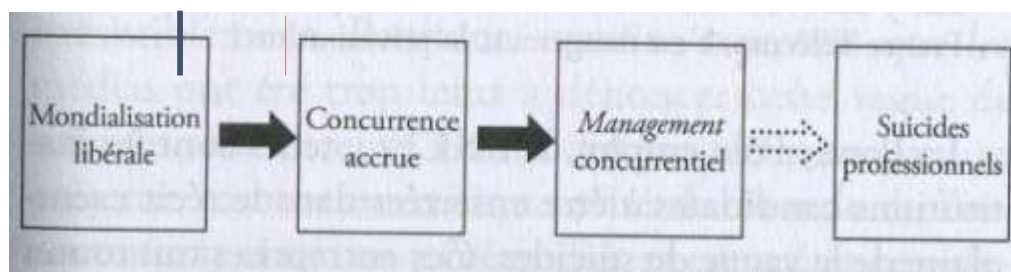 Mondialisation
libérale
Concurrence
accrue
Management
concurrentiel
Suicides
professionnels